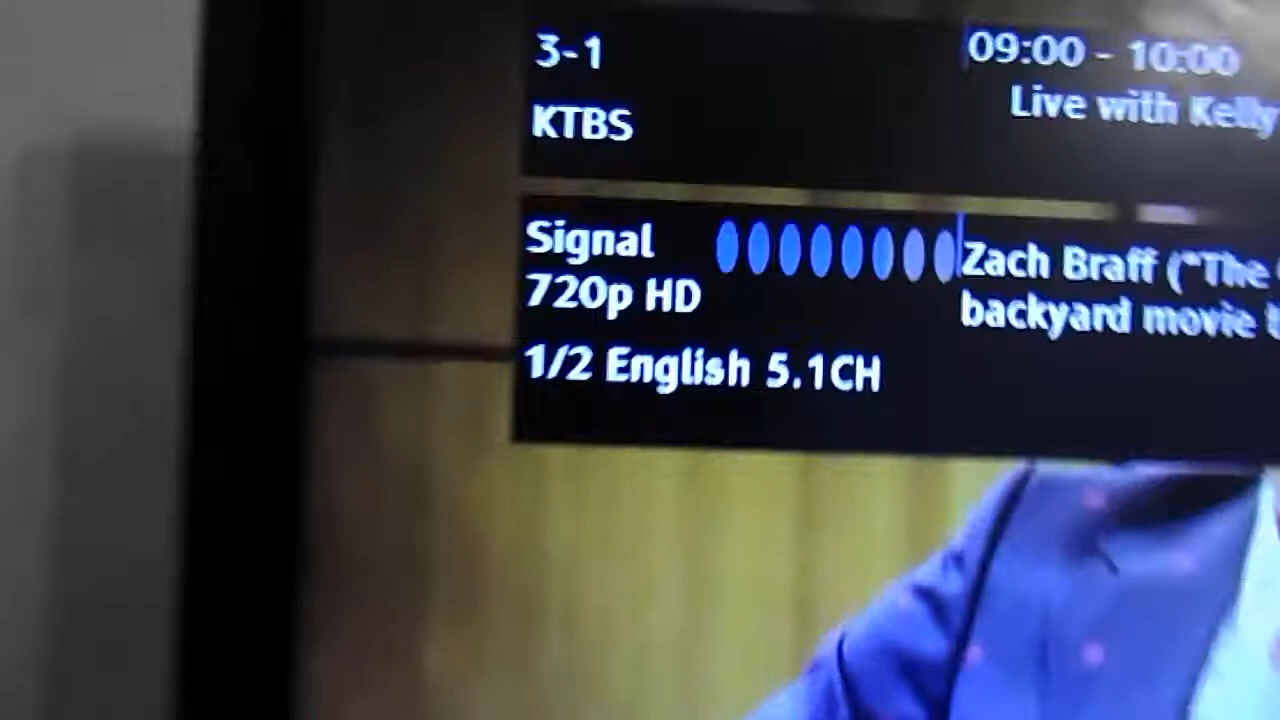 3-1
09:00 - 10:00
KTBS
Live with Kelly
Signal
720p HD
1/2 English 5.1CH
Zach Braff ("The
backyard movie